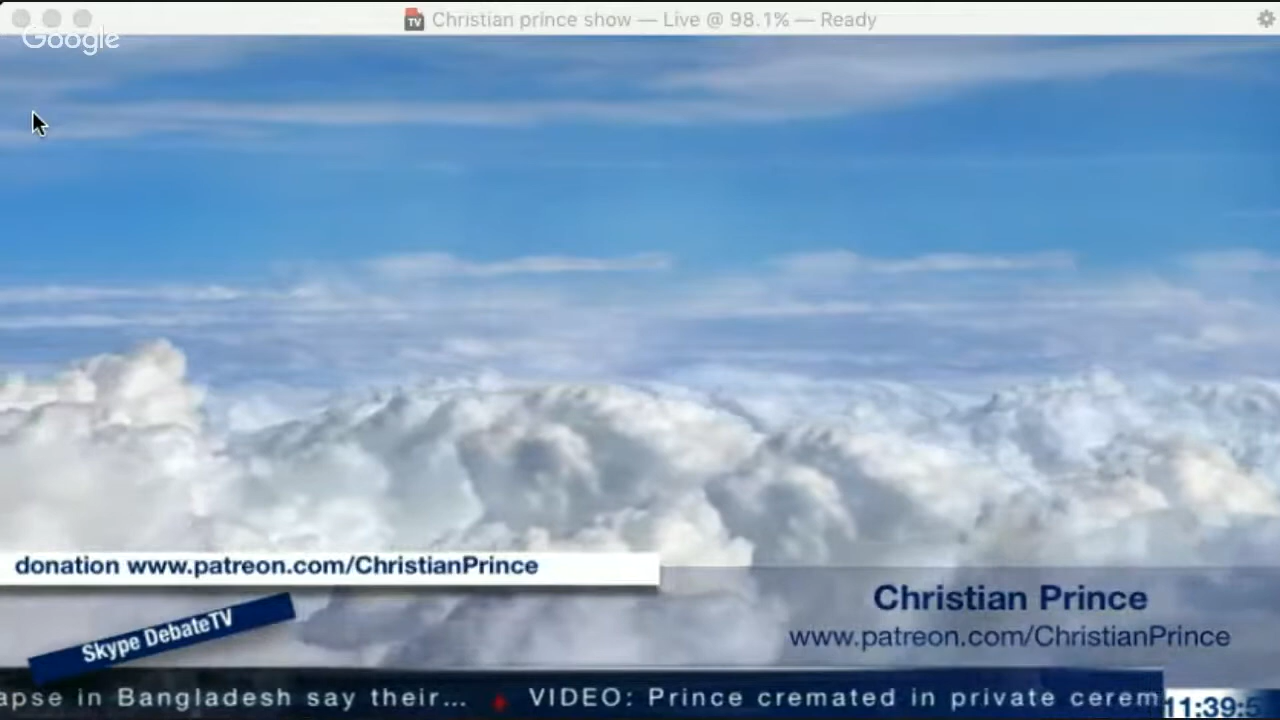 Christian prince show — Live @ 98.1% — Ready
TV
Google
donation www.patreon.com/ChristianPrince
Christian Prince
Skype DebateTV
www.patreon.com/ChristianPrince
apse in Bangladesh say their... VIDEO: Prince cremated in private cerem
11:39:5